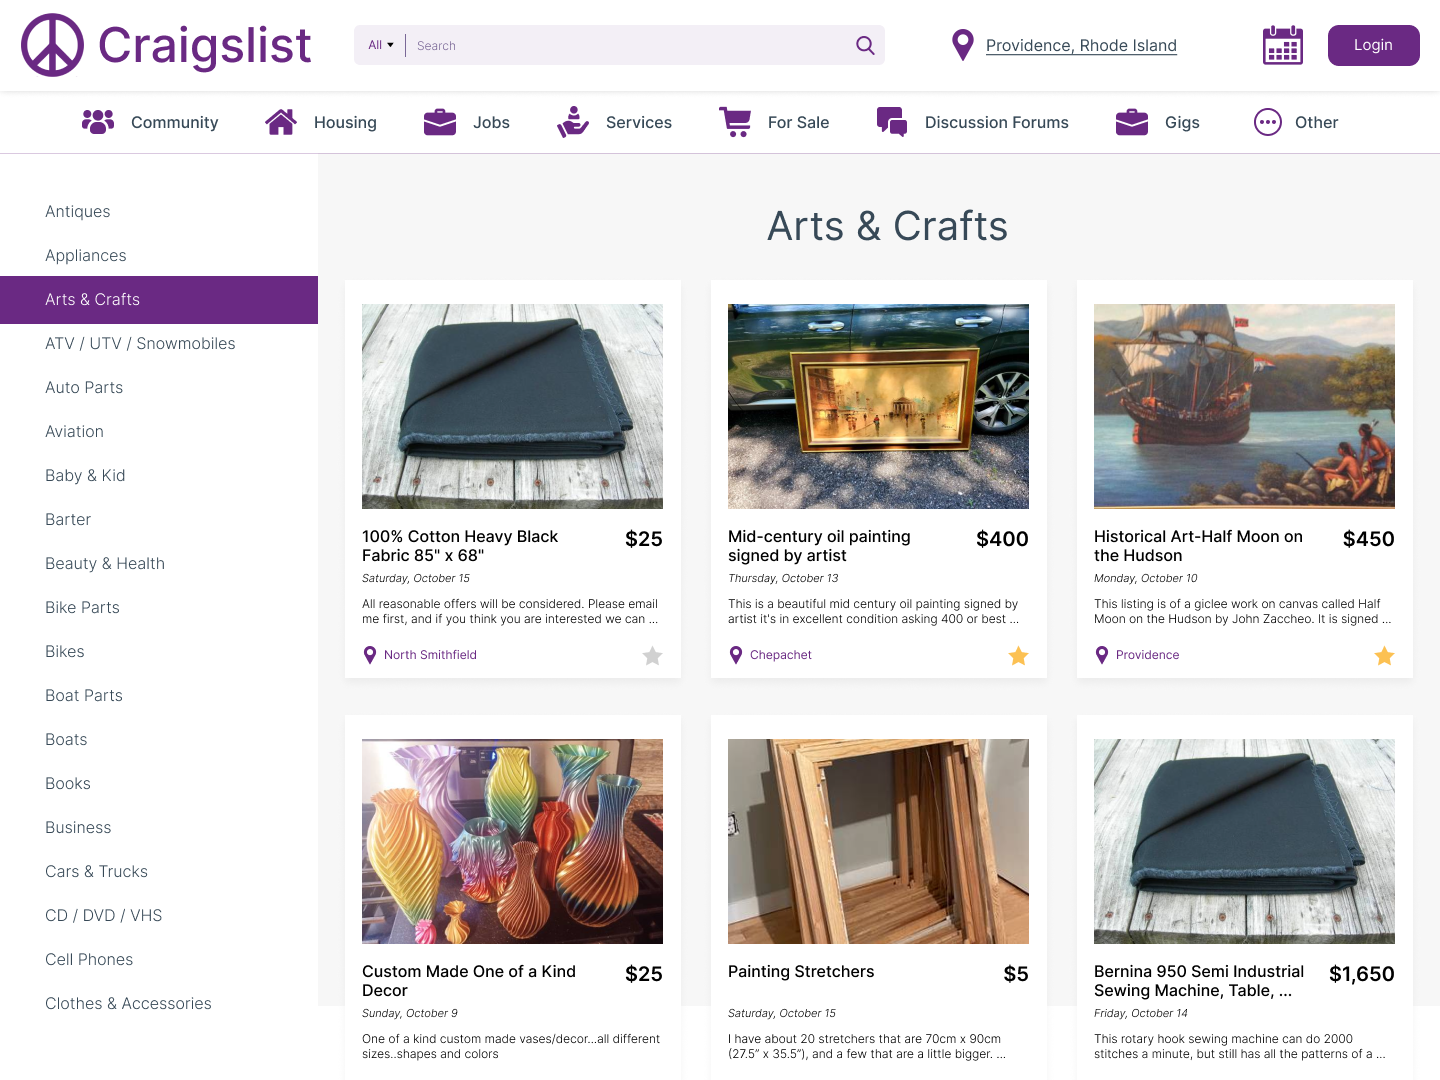 Craigslist
All
Search
Providence, Rhode Island
Login
Community
Housing
Jobs
Services
For Sale
Discussion Forums
Gigs
Other
Antiques
Appliances
Arts & Crafts
ATV / UTV / Snowmobiles
Auto Parts
Aviation
Baby & Kid
Barter
Beauty & Health
Bike Parts
Bikes
Boat Parts
Boats
Books
Business
Cars & Trucks
CD / DVD / VHS
Cell Phones
Clothes & Accessories
Arts & Crafts
100% Cotton Heavy Black
Fabric 85" x 68"
$25
Saturday, October 15
All reasonable offers will be considered. Please email
me first, and if you think you are interested we can ...
North Smithfield
Mid-century oil painting
signed by artist
$400
Thursday, October 13
This is a beautiful mid century oil painting signed by
artist it's in excellent condition asking 400 or best ...
Chepachet
Historical Art-Half Moon on
the Hudson
$450
Monday, October 10
This listing is of a giclee work on canvas called Half
Moon on the Hudson by John Zaccheo. It is signed ...
Providence
Custom Made One of a Kind
Decor
$25
Sunday, October 9
One of a kind custom made vases/decor...all different
sizes..shapes and colors
Painting Stretchers
$5
Saturday, October 15
I have about 20 stretchers that are 70cm x 90cm
(27.5” x 35.5”), and a few that are a little bigger. ...
Bernina 950 Semi Industrial
Sewing Machine, Table, ...
$1,650
Friday, October 14
This rotary hook sewing machine can do 2000
stitches a minute, but still has all the patterns of a ...